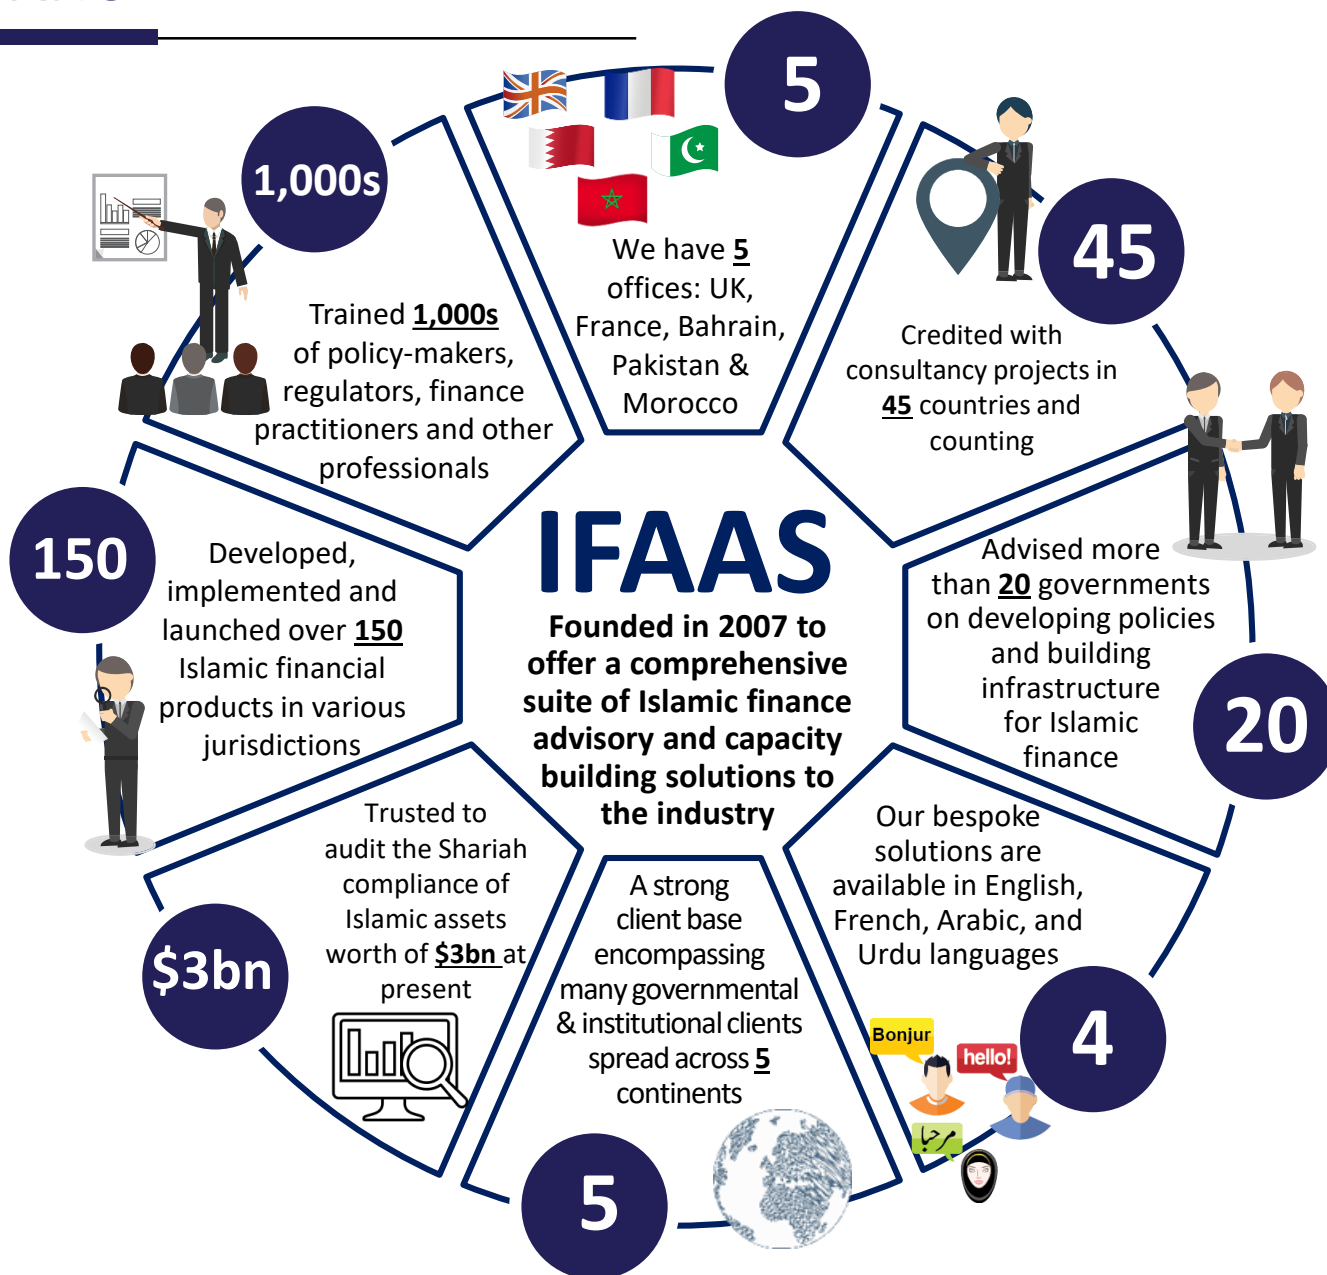 5
We have 5
offices: UK,
France, Bahrain,
Pakistan &
Morocco
45
Credited with
consultancy projects in
45 countries and
counting
Advised more
than 20 governments
on developing policies
and building
infrastructure
for Islamic
finance
20
Our bespoke
solutions are
available in English,
French, Arabic, and
Urdu languages
4
Bonjur
hello!
مرحبا
A strong
client base
encompassing
many governmental
& institutional clients
spread across 5
continents
5
Trusted to
audit the Shariah
compliance of
Islamic assets
worth of $3bn at
present
$3bn
150
Developed,
implemented and
launched over 150
Islamic financial
products in various
jurisdictions
1,000s
Trained 1,000s
of policy-makers,
regulators, finance
practitioners and other
professionals
IFAAS
Founded in 2007 to
offer a comprehensive
suite of Islamic finance
advisory and capacity
building solutions to
the industry